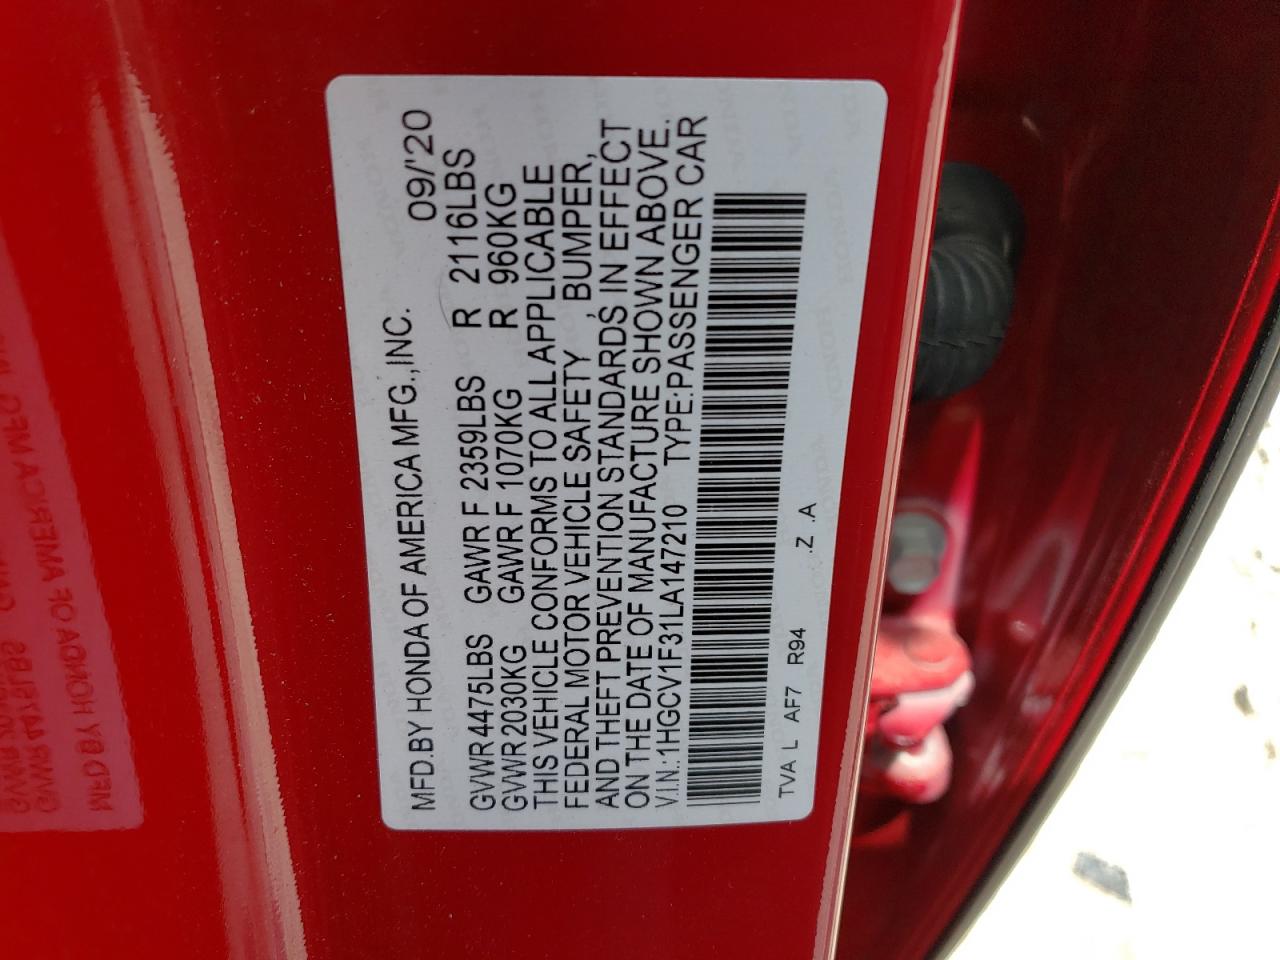 MFD.BY HONDA OF AMERICA MFG.,INC. 09/'20
GVWR 4475LBS GAWR F 2359LBS R 2116LBS
GVWR 2030KG GAWR F 1070KG R 960KG
THIS VEHICLE CONFORMS TO ALL APPLICABLE
FEDERAL MOTOR VEHICLE SAFETY , BUMPER,
AND THEFT PREVENTION STANDARDS IN EFFECT
ON THE DATE OF MANUFACTURE SHOWN ABOVE.
V.I.N.:1HGCV1F31LA147210 TYPE:PASSENGER CAR
TVA L AF7 R94 .Z .A